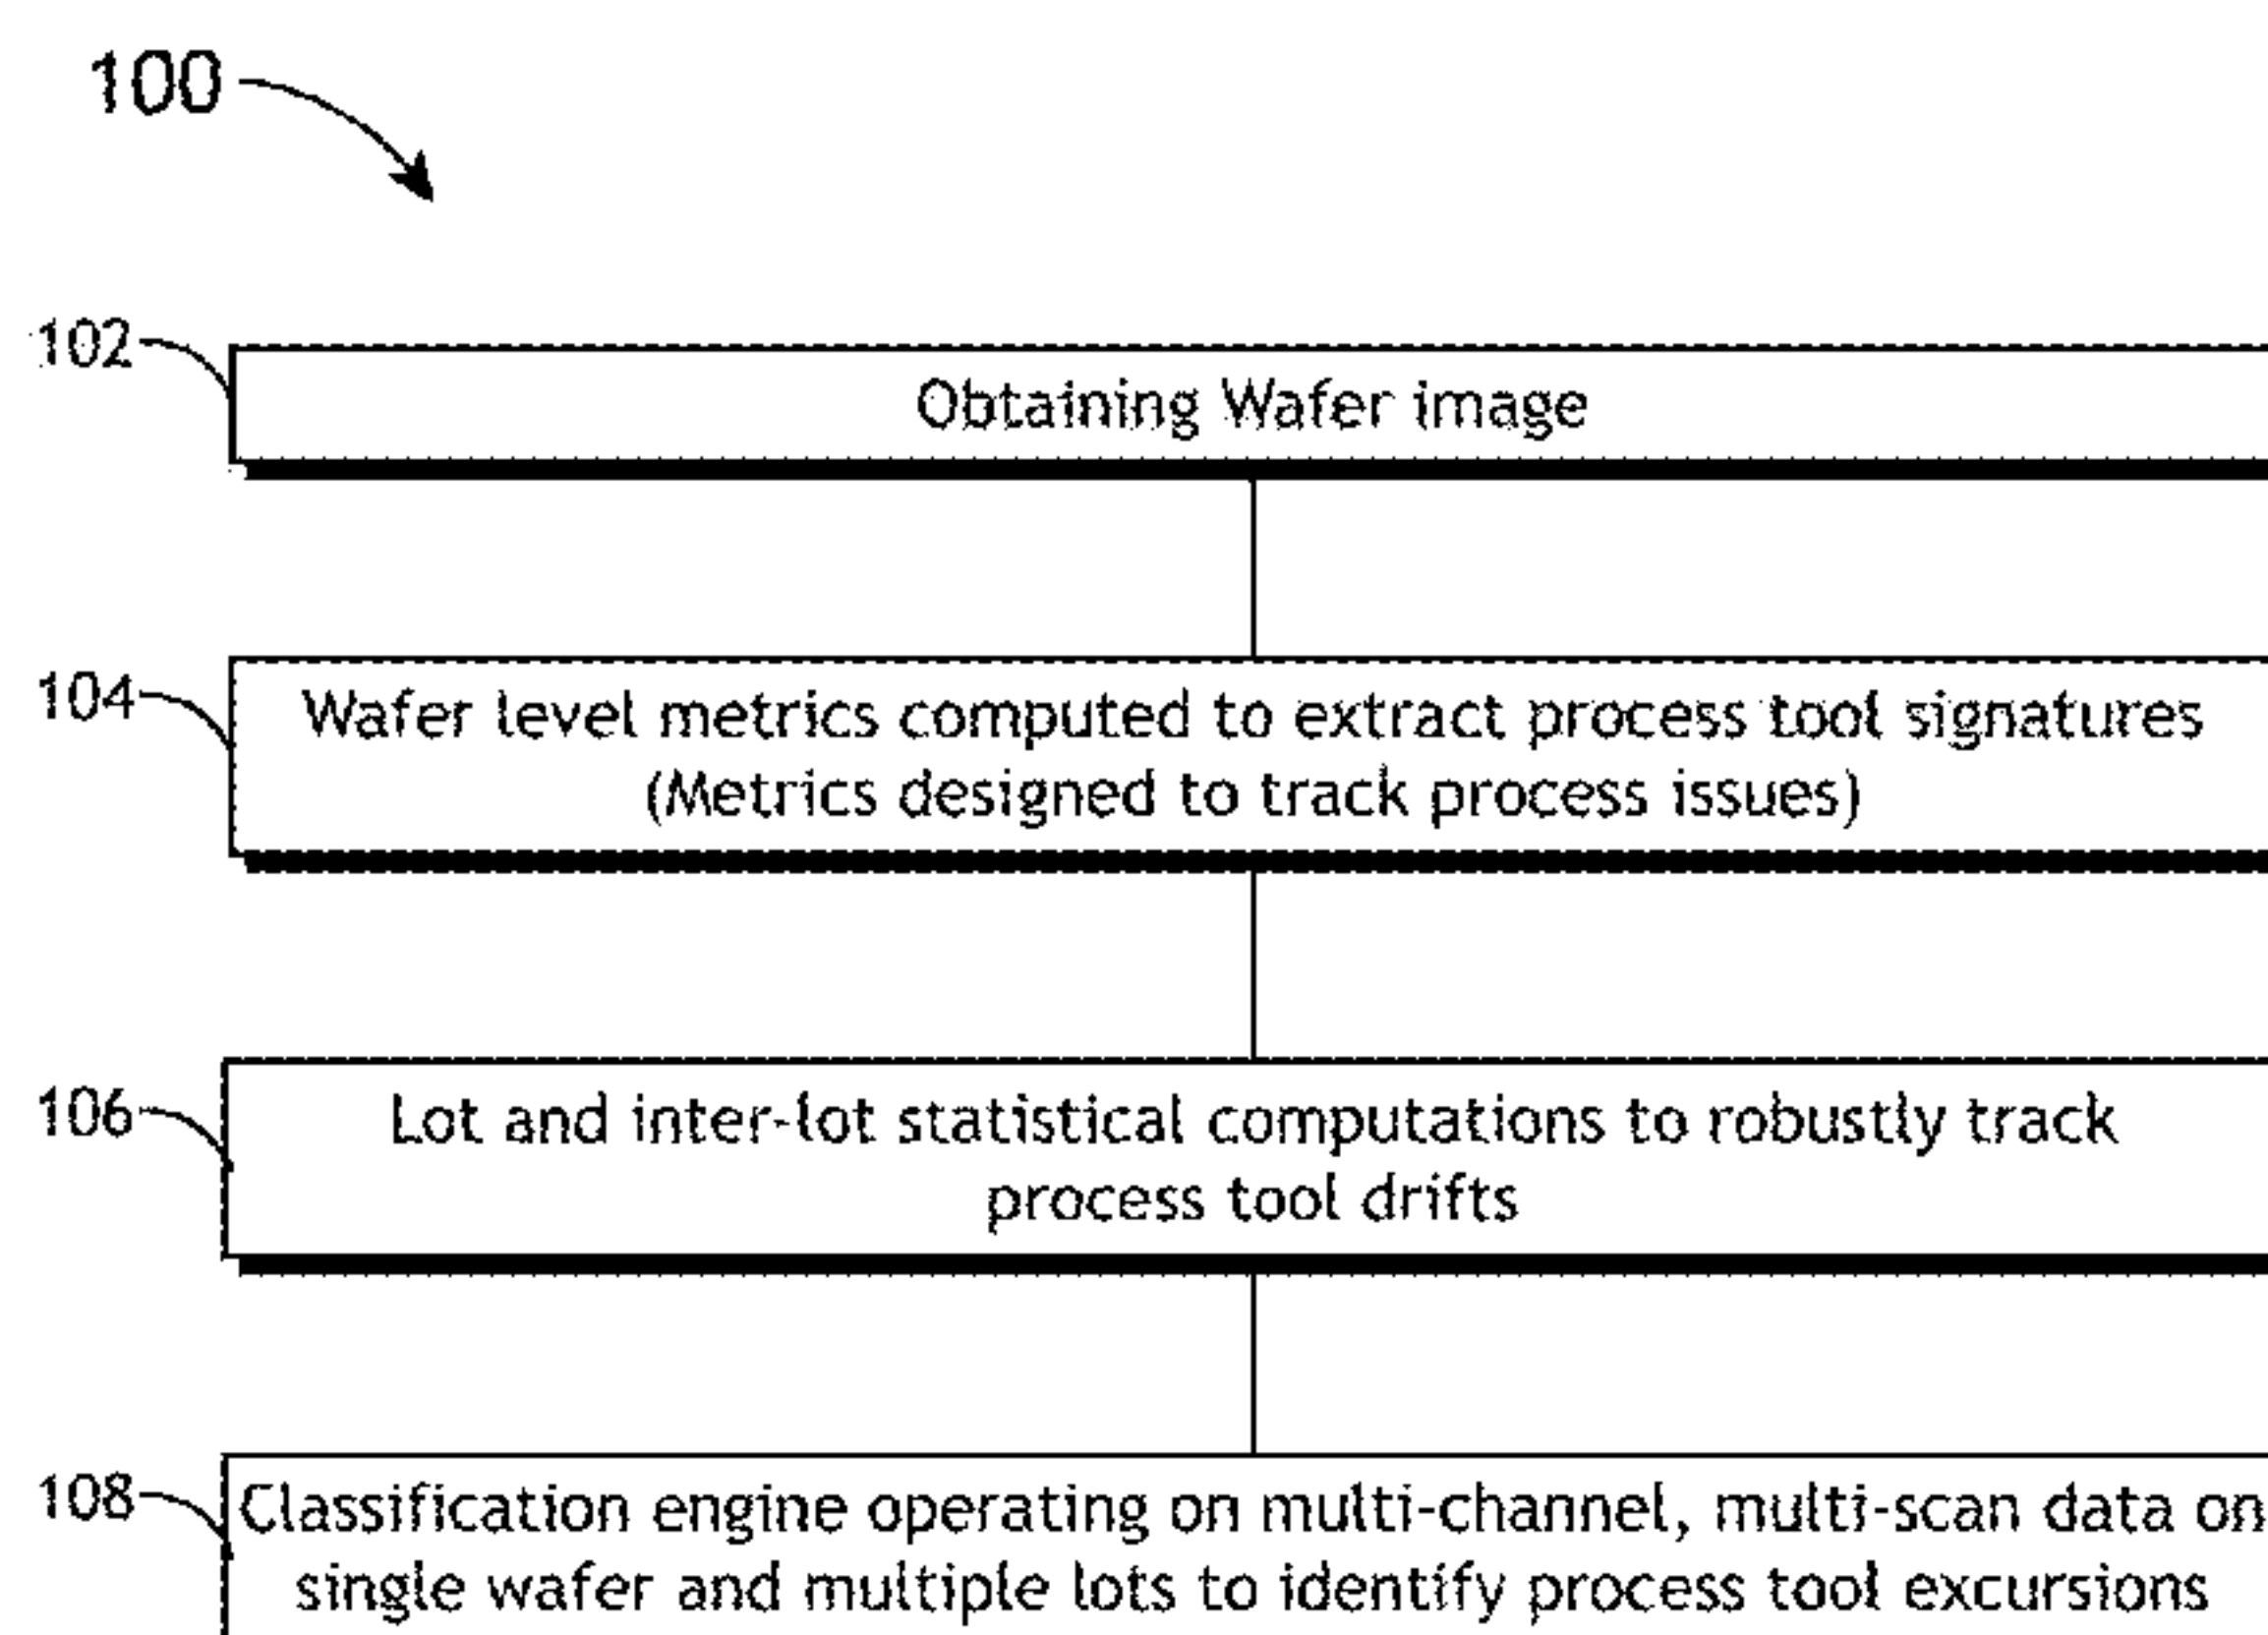 100
102
Obtaining Wafer image
104
Wafer level metrics computed to extract process tool signatures
(Metrics designed to track process issues)
106
Lot and inter-lot statistical computations to robustly track
process tool drifts
108
Classification engine operating on multi-channel, multi-scan data on
single wafer and multiple lots to identify process tool excursions